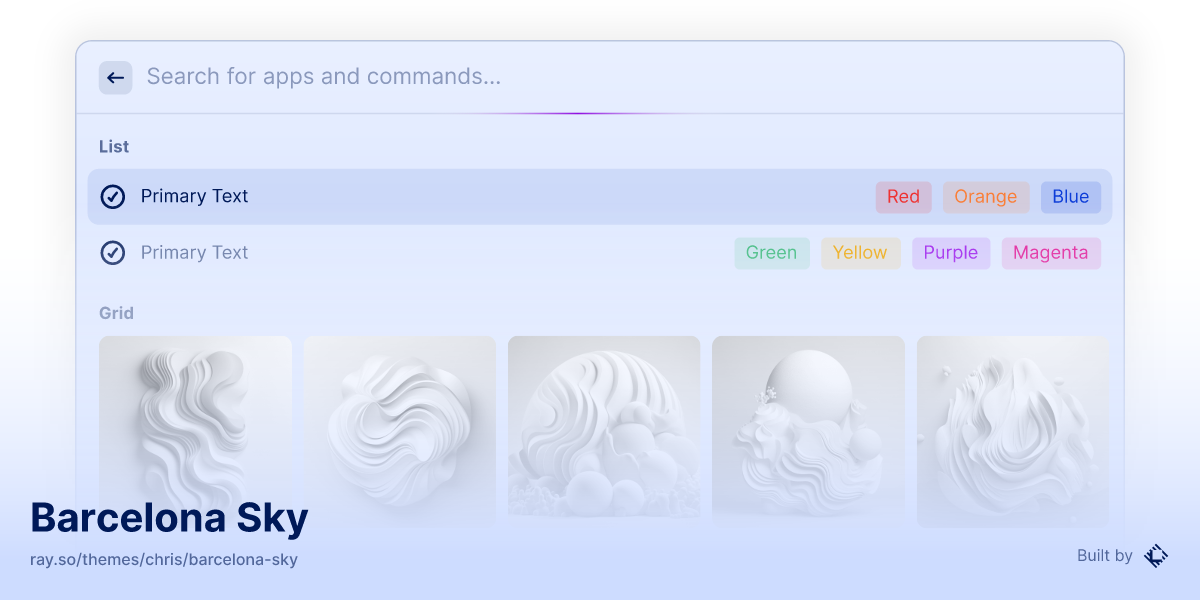 Search for apps and commands...
List
Primary Text Red Orange Blue
Primary Text Green Yellow Purple Magenta
Grid
Barcelona Sky
ray.so/themes/chris/barcelona-sky
Built by